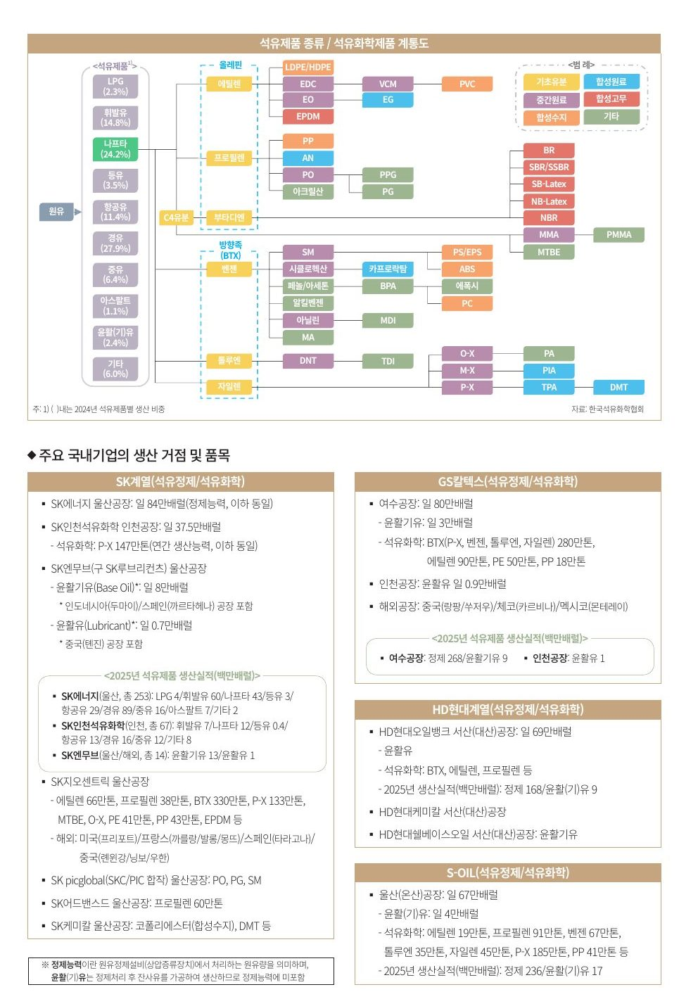 석유제품 종류 / 석유화학제품 계통도
<석유제품1)>
원유
LPG
(2.3%)
휘발유
(14.8%)
나프타
(24.2%)
등유
(3.5%)
항공유
(11.4%)
경유
(27.9%)
중유
(6.4%)
아스팔트
(1.1%)
윤활(기)유
(2.4%)
기타
(6.0%)
올레핀
에틸렌
LDPE/HDPE
EDC
VCM
PVC
EO
EG
EPDM
프로필렌
PP
AN
PO
PPG
PG
아크릴산
C4유분
부타디엔
BR
SBR/SSBR
SB-Latex
NB-Latex
NBR
MMA
PMMA
MTBE
방향족
(BTX)
벤젠
SM
PS/EPS
ABS
시클로헥산
카프로락탐
페놀/아세톤
BPA
에폭시
PC
알킬벤젠
아닐린
MDI
MA
톨루엔
DNT
TDI
자일렌
O-X
PA
M-X
PIA
P-X
TPA
DMT
<범 례>
기초유분
합성원료
중간원료
합성고무
합성수지
기타
주: 1) ( )내는 2024년 석유제품별 생산 비중
자료: 한국석유화학협회
◆ 주요 국내기업의 생산 거점 및 품목
SK계열(석유정제/석유화학)
▪ SK에너지 울산공장: 일 84만배럴(정제능력, 이하 동일)
▪ SK인천석유화학 인천공장: 일 37.5만배럴
- 석유화학: P-X 147만톤(연간 생산능력, 이하 동일)
▪ SK엔무브(구 SK루브리컨츠) 울산공장
- 윤활기유(Base Oil)*: 일 8만배럴
* 인도네시아(두마이)/스페인(까르타헤나) 공장 포함
- 윤활유(Lubricant)*: 일 0.7만배럴
* 중국(톈진) 공장 포함
<2025년 석유제품 생산실적(백만배럴)>
▪ SK에너지(울산, 총 253): LPG 4/휘발유 60/나프타 43/등유 3/
항공유 29/경유 89/중유 16/아스팔트 7/기타 2
▪ SK인천석유화학(인천, 총 67): 휘발유 7/나프타 12/등유 0.4/
항공유 13/경유 16/중유 12/기타 8
▪ SK엔무브(울산/해외, 총 14): 윤활기유 13/윤활유 1
▪ SK지오센트릭 울산공장
- 에틸렌 66만톤, 프로필렌 38만톤, BTX 330만톤, P-X 133만톤,
MTBE, O-X, PE 41만톤, PP 43만톤, EPDM 등
- 해외: 미국(프리포트)/프랑스(까를랑/발롱/몽뜨)/스페인(타라고나)/
중국(롄윈강/닝보/우한)
▪ SK picglobal(SKC/PIC 합작) 울산공장: PO, PG, SM
▪ SK어드밴스드 울산공장: 프로필렌 60만톤
▪ SK케미칼 울산공장: 코폴리에스터(합성수지), DMT 등
※ 정제능력이란 원유정제설비(상압증류장치)에서 처리하는 원유량을 의미하며,
윤활(기)유는 정제처리 후 잔사유를 가공하여 생산하므로 정제능력에 미포함
GS칼텍스(석유정제/석유화학)
▪ 여수공장: 일 80만배럴
- 윤활기유: 일 3만배럴
- 석유화학: BTX(P-X, 벤젠, 톨루엔, 자일렌) 280만톤,
에틸렌 90만톤, PE 50만톤, PP 18만톤
▪ 인천공장: 윤활유 일 0.9만배럴
▪ 해외공장: 중국(랑팡/쑤저우)/체코(카르비나)/멕시코(몬테레이)
<2025년 석유제품 생산실적(백만배럴)>
▪ 여수공장: 정제 268/윤활기유 9 ▪ 인천공장: 윤활유 1
HD현대계열(석유정제/석유화학)
▪ HD현대오일뱅크 서산(대산)공장: 일 69만배럴
- 윤활유
- 석유화학: BTX, 에틸렌, 프로필렌 등
- 2025년 생산실적(백만배럴): 정제 168/윤활(기)유 9
▪ HD현대케미칼 서산(대산)공장
▪ HD현대쉘베이스오일 서산(대산)공장: 윤활기유
S-OIL(석유정제/석유화학)
▪ 울산(온산)공장: 일 67만배럴
- 윤활(기)유: 일 4만배럴
- 석유화학: 에틸렌 19만톤, 프로필렌 91만톤, 벤젠 67만톤,
톨루엔 35만톤, 자일렌 45만톤, P-X 185만톤, PP 41만톤 등
- 2025년 생산실적(백만배럴): 정제 236/윤활(기)유 17